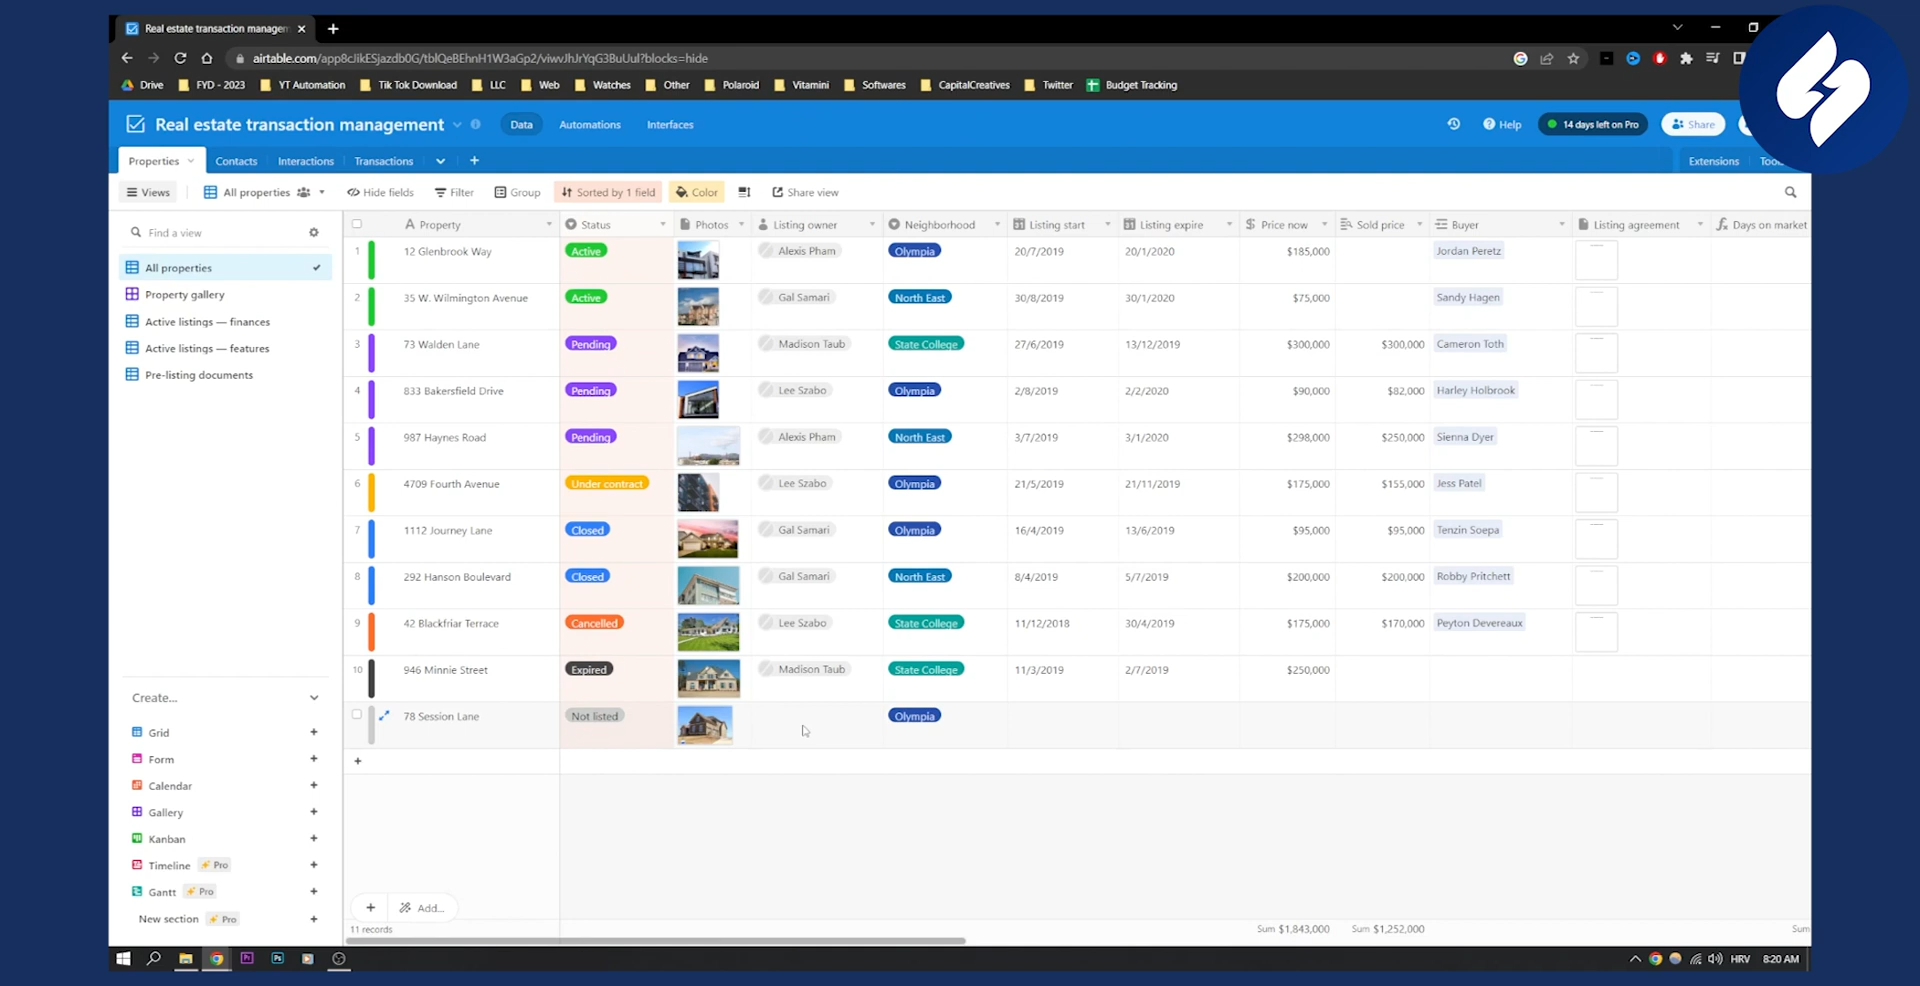 Real estate transaction managem
airtable.com/app8cJikESjazdb0G/tblQeBEhnH1W3aGp2/viwvJhJrYqG3BuUuI?blocks=hide
Drive FYD - 2023 YT Automation Tik Tok Download LLC Web Watches Other Polaroid Vitamini Softwares CapitalCreatives Twitter Budget Tracking
Real estate transaction management Data Automations Interfaces Help 14 days left on Pro Share
Properties Contacts Interactions Transactions Extensions Tools
Views All properties Hide fields Filter Group Sorted by 1 field Color Share view
Find a view
All properties
Property gallery
Active listings — finances
Active listings — features
Pre-listing documents
Create...
Grid
Form
Calendar
Gallery
Kanban
Timeline Pro
Gantt Pro
New section Pro
Property Status Photos Listing owner Neighborhood Listing start Listing expire Price now Sold price Buyer Listing agreement Days on market
1 12 Glenbrook Way Active Alexis Pham Olympia 20/7/2019 20/1/2020 $185,000 Jordan Peretz
2 35 W. Wilmington Avenue Active Gal Samari North East 30/8/2019 30/1/2020 $75,000 Sandy Hagen
3 73 Walden Lane Pending Madison Taub State College 27/6/2019 13/12/2019 $300,000 $300,000 Cameron Toth
4 833 Bakersfield Drive Pending Lee Szabo Olympia 2/8/2019 2/2/2020 $90,000 $82,000 Harley Holbrook
5 987 Haynes Road Pending Alexis Pham North East 3/7/2019 3/1/2020 $298,000 $250,000 Sienna Dyer
6 4709 Fourth Avenue Under contract Lee Szabo Olympia 21/5/2019 21/11/2019 $175,000 $155,000 Jess Patel
7 1112 Journey Lane Closed Gal Samari Olympia 16/4/2019 13/6/2019 $95,000 $95,000 Tenzin Soepa
8 292 Hanson Boulevard Closed Gal Samari North East 8/4/2019 5/7/2019 $200,000 $200,000 Robby Pritchett
9 42 Blackfriar Terrace Cancelled Lee Szabo State College 11/12/2018 30/4/2019 $175,000 $170,000 Peyton Devereaux
10 946 Minnie Street Expired Madison Taub State College 11/3/2019 2/7/2019 $250,000
78 Session Lane Not listed Olympia
Add...
11 records Sum $1,843,000 Sum $1,252,000 Sum
HRV 8:20 AM